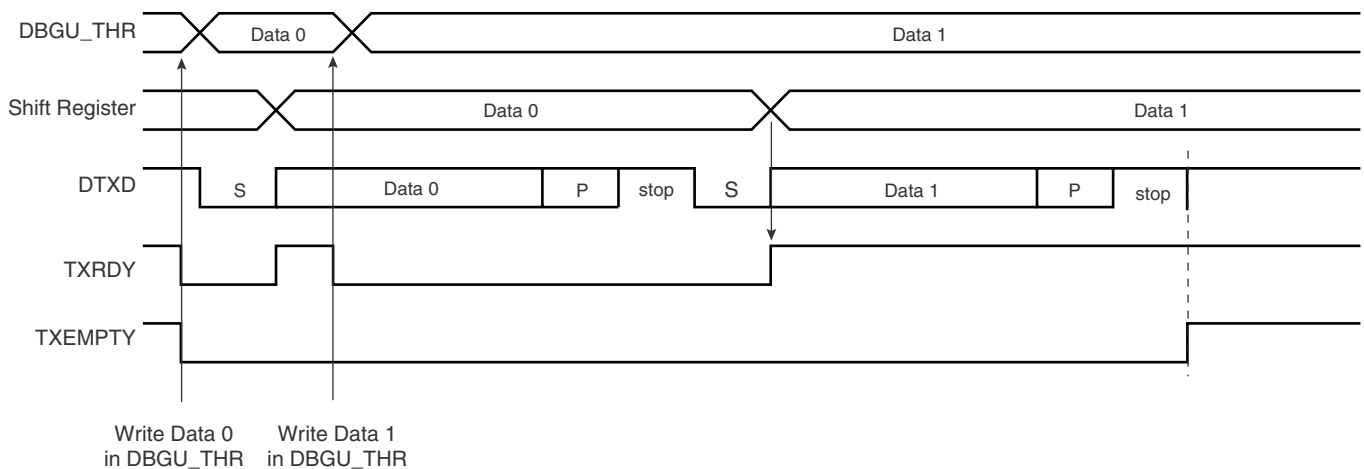 DBGU_THR Data 0 Data 1
Shift Register Data 0 Data 1
DTXD S Data 0 P stop S Data 1 P stop
TXRDY
TXEMPTY
Write Data 0
in DBGU_THR
Write Data 1
in DBGU_THR